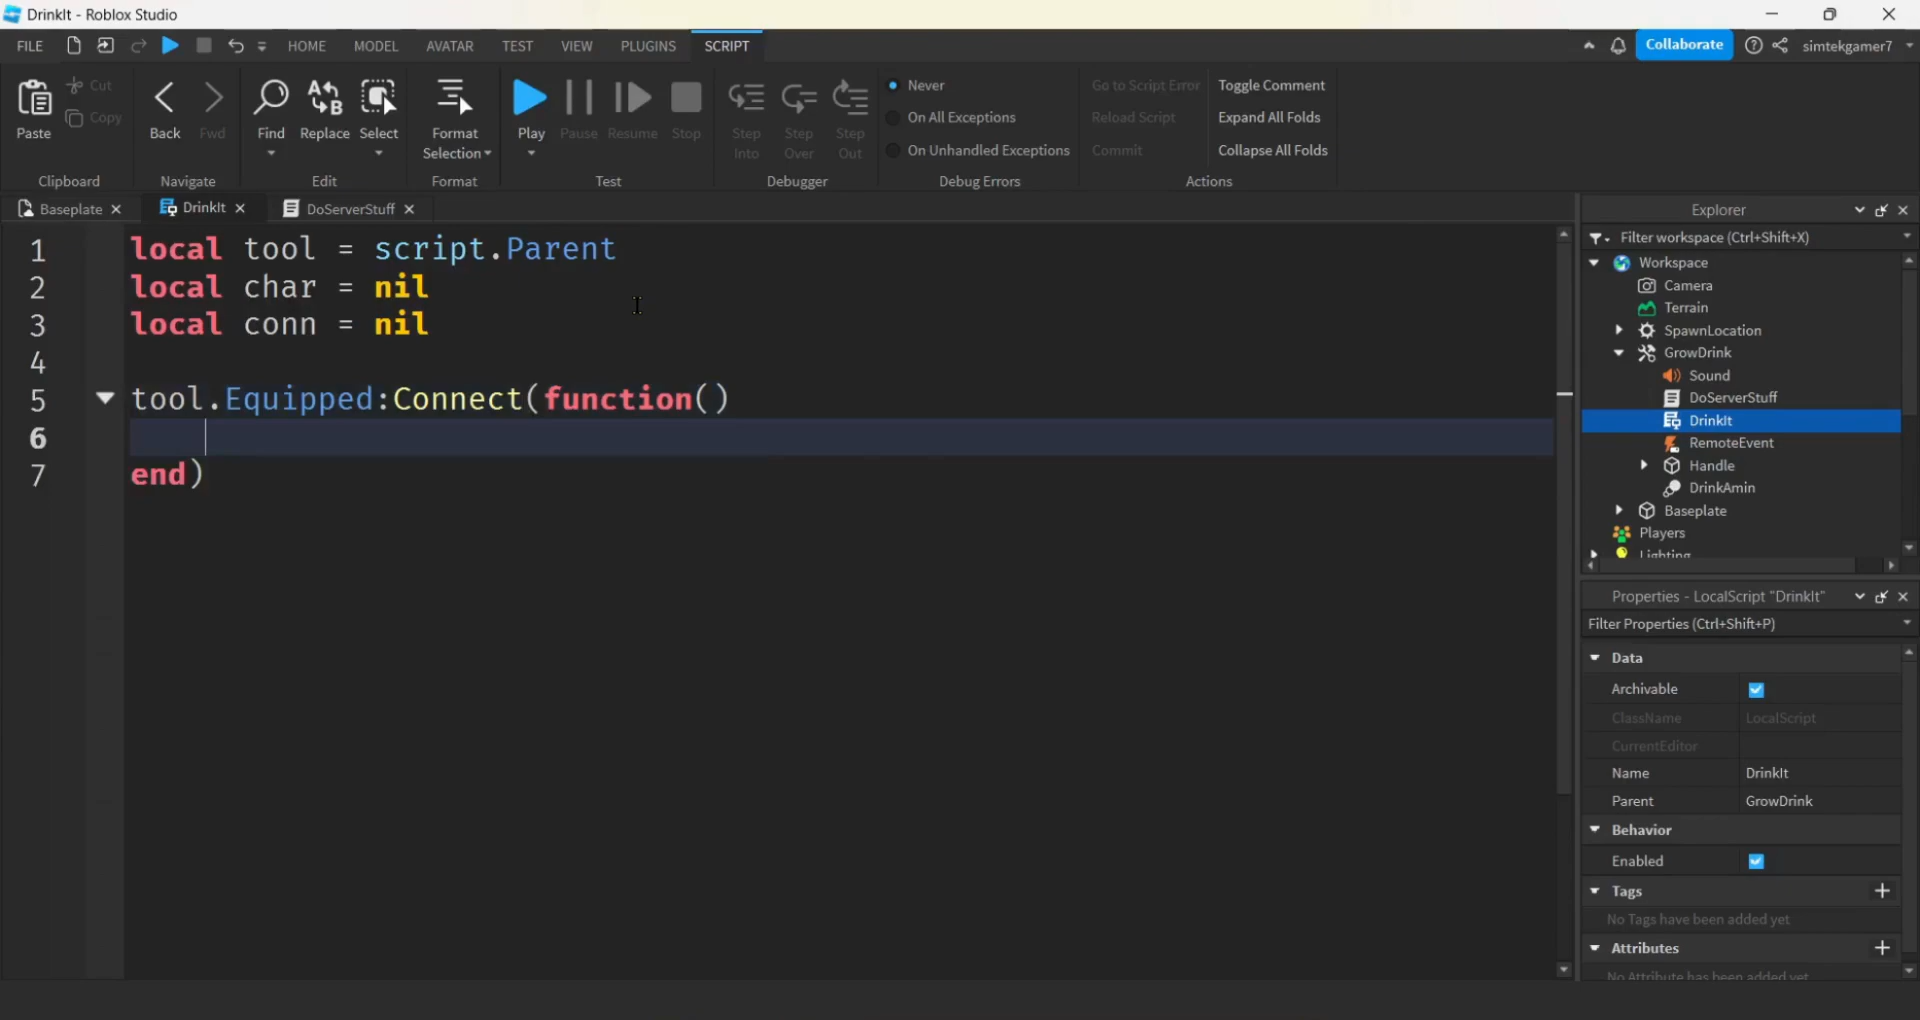 DrinkIt - Roblox Studio
FILE HOME MODEL AVATAR TEST VIEW PLUGINS SCRIPT Collaborate simtekgamer7
Paste
Cut
Copy
Clipboard
Back
Fwd
Navigate
Find
Replace
Select
Edit
Format
Selection
Format
Play
Pause
Resume
Stop
Test
Step
Into
Step
Over
Step
Out
Debugger
Never
On All Exceptions
On Unhandled Exceptions
Debug Errors
Go to Script Error
Reload Script
Commit
Toggle Comment
Expand All Folds
Collapse All Folds
Actions
Baseplate
DrinkIt
DoServerStuff
1 local tool = script.Parent
2 local char = nil
3 local conn = nil
4
5 tool.Equipped:Connect(function()
6
7 end)
Explorer
Filter workspace (Ctrl+Shift+X)
Workspace
Camera
Terrain
SpawnLocation
GrowDrink
Sound
DoServerStuff
DrinkIt
RemoteEvent
Handle
DrinkAmin
Baseplate
Players
Lighting
Properties - LocalScript "DrinkIt"
Filter Properties (Ctrl+Shift+P)
Data
Archivable
ClassName LocalScript
CurrentEditor
Name DrinkIt
Parent GrowDrink
Behavior
Enabled
Tags
No Tags have been added yet
Attributes
No Attribute has been added yet